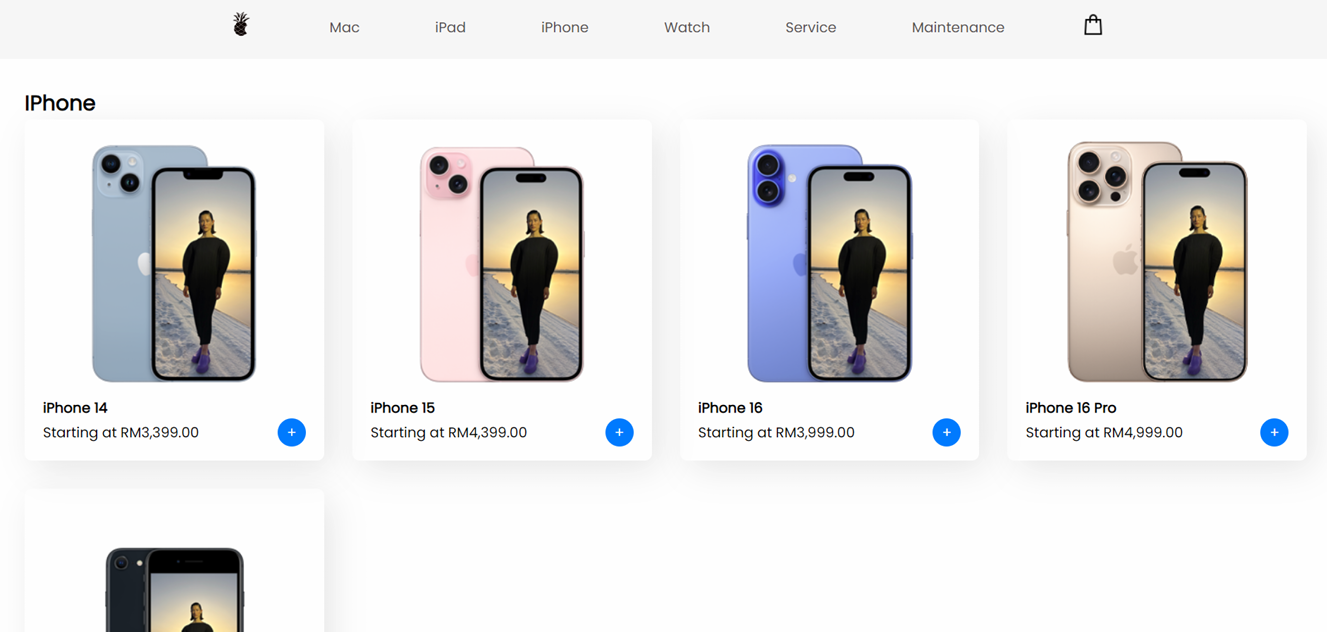 Mac iPad iPhone Watch Service Maintenance
IPhone
iPhone 14
Starting at RM3,399.00
+
iPhone 15
Starting at RM4,399.00
+
iPhone 16
Starting at RM3,999.00
+
iPhone 16 Pro
Starting at RM4,999.00
+